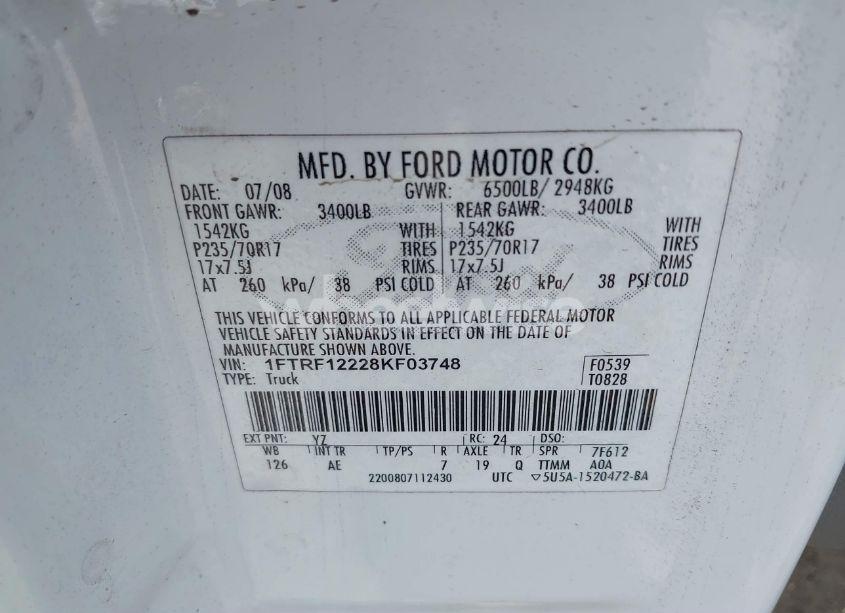 MFD. BY FORD MOTOR CO.
DATE: 07/08 GVWR: 6500LB/ 2948KG
FRONT GAWR: 3400LB REAR GAWR: 3400LB
1542KG WITH 1542KG WITH
P235/70R17 TIRES P235/70R17 TIRES
17x7.5J RIMS 17x7.5J RIMS
AT 260 kPa/ 38 PSI COLD AT 260 kPa/ 38 PSI COLD
THIS VEHICLE CONFORMS TO ALL APPLICABLE FEDERAL MOTOR
VEHICLE SAFETY STANDARDS IN EFFECT ON THE DATE OF
MANUFACTURE SHOWN ABOVE.
VIN: 1FTRF12228KF03748 F0539
TYPE: Truck T0828
EXT PNT: YZ RC: 24 DSO:
WB INT TR TP/PS R AXLE TR SPR 7F612
126 AE 7 19 Q TTMM A0A
2200807112430 UTC ▽5U5A-1520472-BA